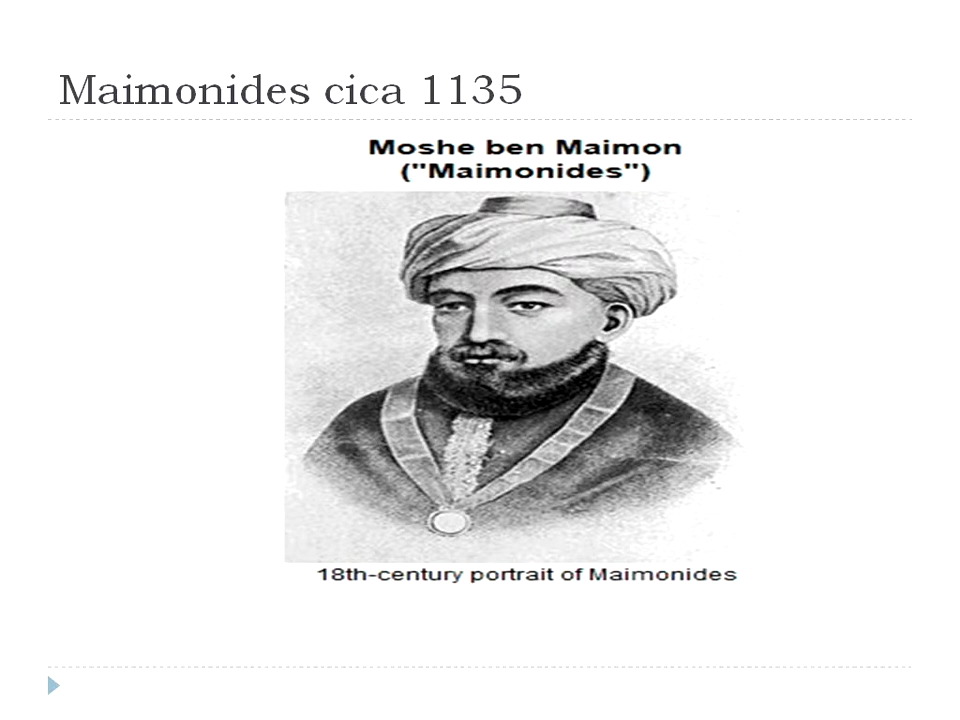 Maimonides cica 1135
Moshe ben Maimon
("Maimonides")
18th-century portrait of Maimonides